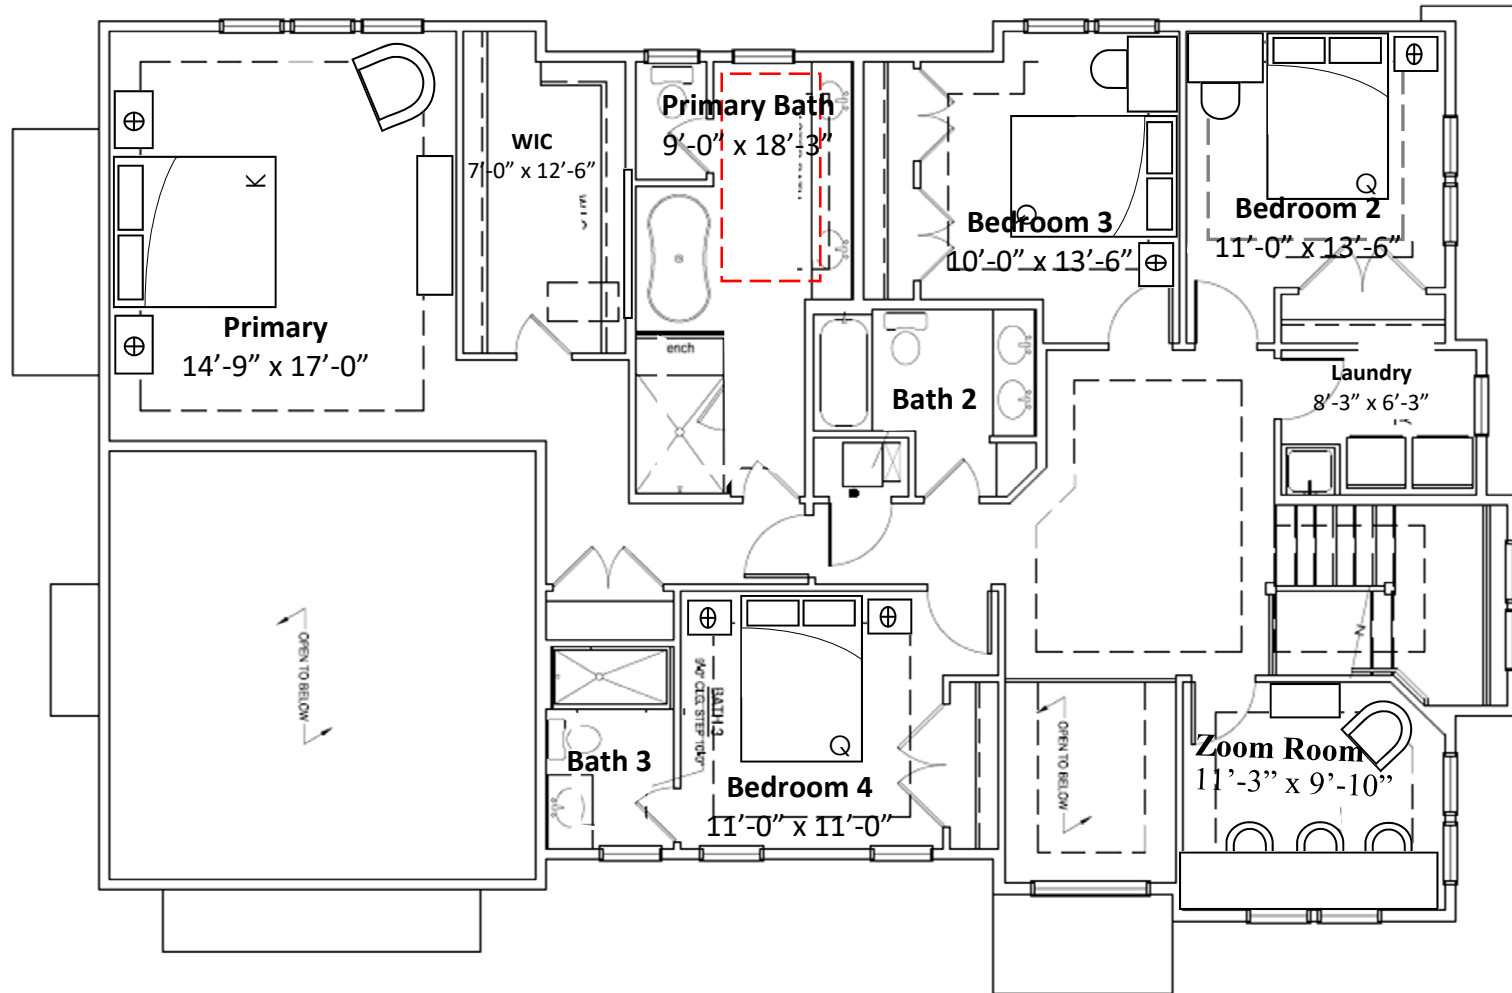 Primary Bath
9’-0” x 18’-3”
WIC
7’-0” x 12’-6”
K
Primary
14’-9” x 17’-0”
Bedroom 3
10’-0” x 13’-6”
Q
Bedroom 2
11’-0” x 13’-6”
Q
ench
Bath 2
Laundry
8’-3” x 6’-3”
OPEN TO BELOW
BATH 3
Bath 3
Q
Bedroom 4
11’-0” x 11’-0”
OPEN TO BELOW
Zoom Room
11’-3” x 9’-10”